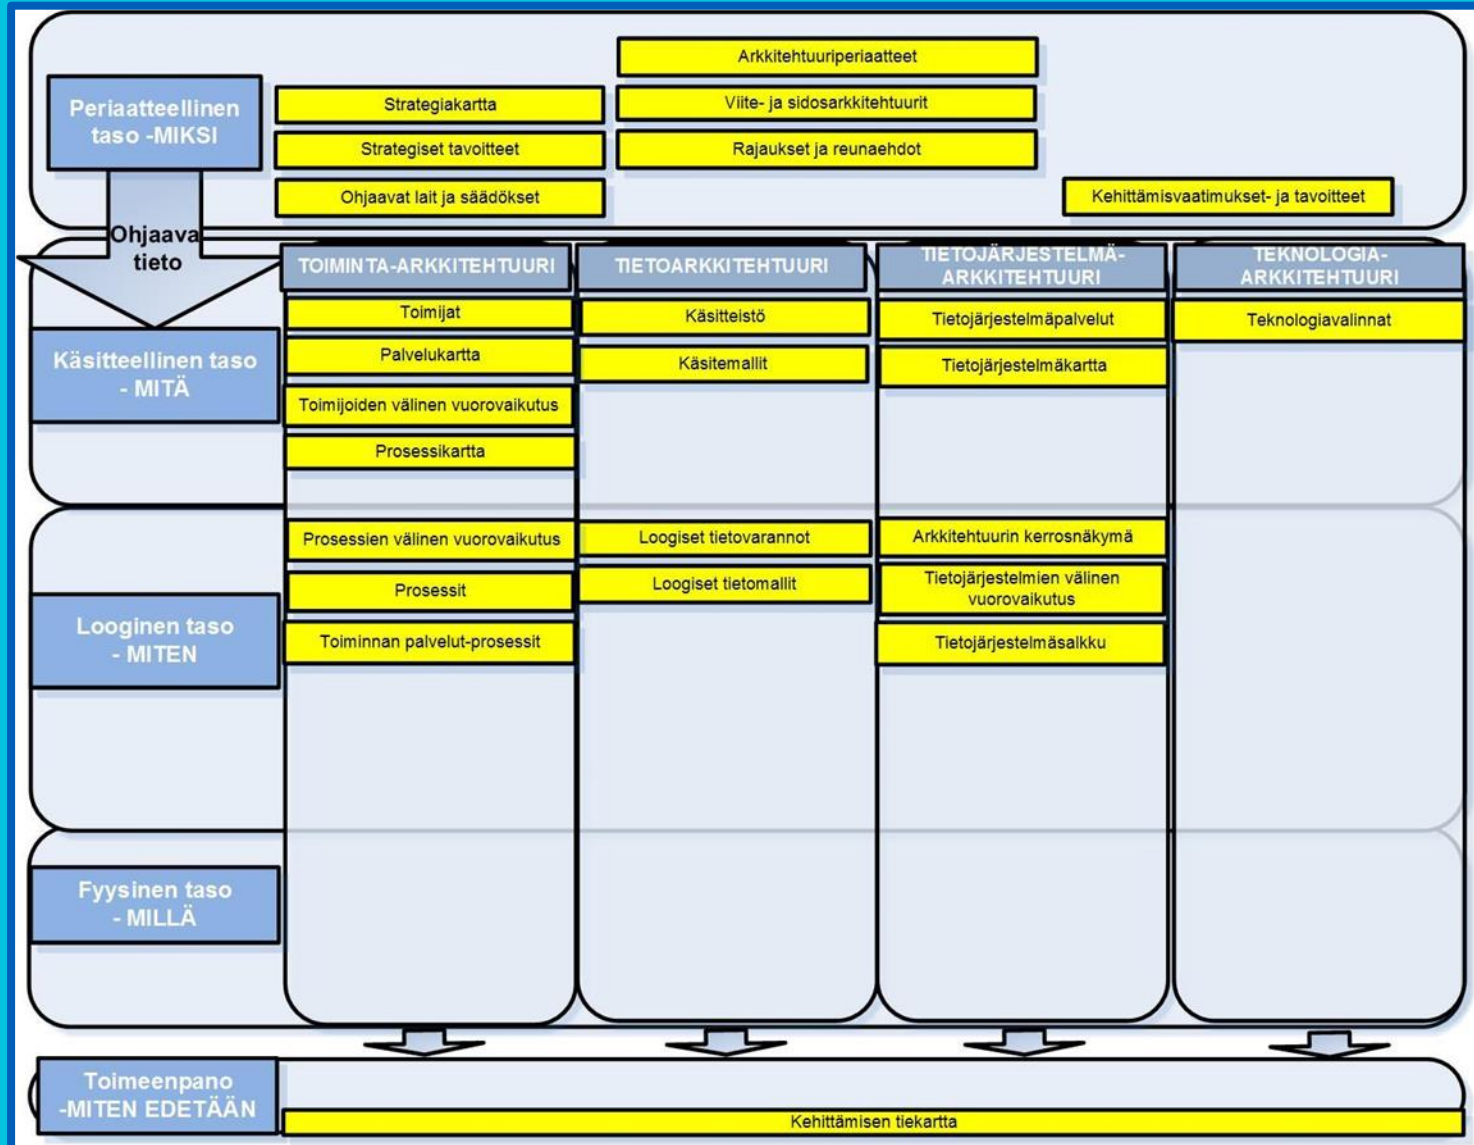 Arkkitehtuuriperiaatteet
Periaatteellinen
taso -MIKSI
Strategiakartta
Viite- ja sidosarkkitehtuurit
Strategiset tavoitteet
Rajaukset ja reunaehdot
Ohjaavat lait ja säädökset
Kehittämisvaatimukset- ja tavoitteet
Ohjaava
tieto
TOIMINTA-ARKKITEHTUURI
TIETOARKKITEHTUURI
TIETOJÄRJESTELMÄ-
ARKKITEHTUURI
TEKNOLOGIA-
ARKKITEHTUURI
Käsitteellinen taso
- MITÄ
Toimijat
Käsitteistö
Tietojärjestelmäpalvelut
Teknologiavalinnat
Palvelukartta
Käsitemallit
Tietojärjestelmäkartta
Toimijoiden välinen vuorovaikutus
Prosessikartta
Looginen taso
- MITEN
Prosessien välinen vuorovaikutus
Loogiset tietovarannot
Arkkitehtuurin kerrosnäkymä
Prosessit
Loogiset tietomallit
Tietojärjestelmien välinen
vuorovaikutus
Toiminnan palvelut-prosessit
Tietojärjestelmäsalkku
Fyysinen taso
- MILLÄ
Toimeenpano
-MITEN EDETÄÄN
Kehittämisen tiekartta